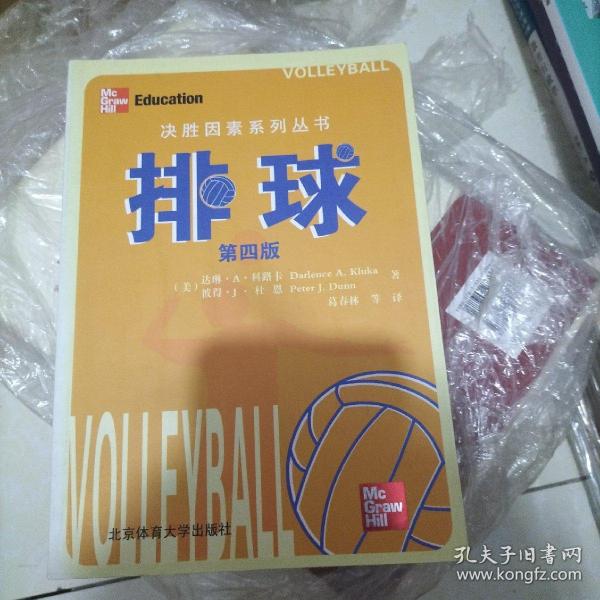 VOLLEYBALL
Mc
Graw
Hill
Education
决胜因素系列丛书
排球
第四版
(美) 达琳·A·科路卡 Darlence A. Kluka 著
彼得·J·杜恩 Peter J. Dunn
葛春林 等 译
VOLLEYBALL
Mc
Graw
Hill
北京体育大学出版社
孔夫子旧书网
www.kongfz.com